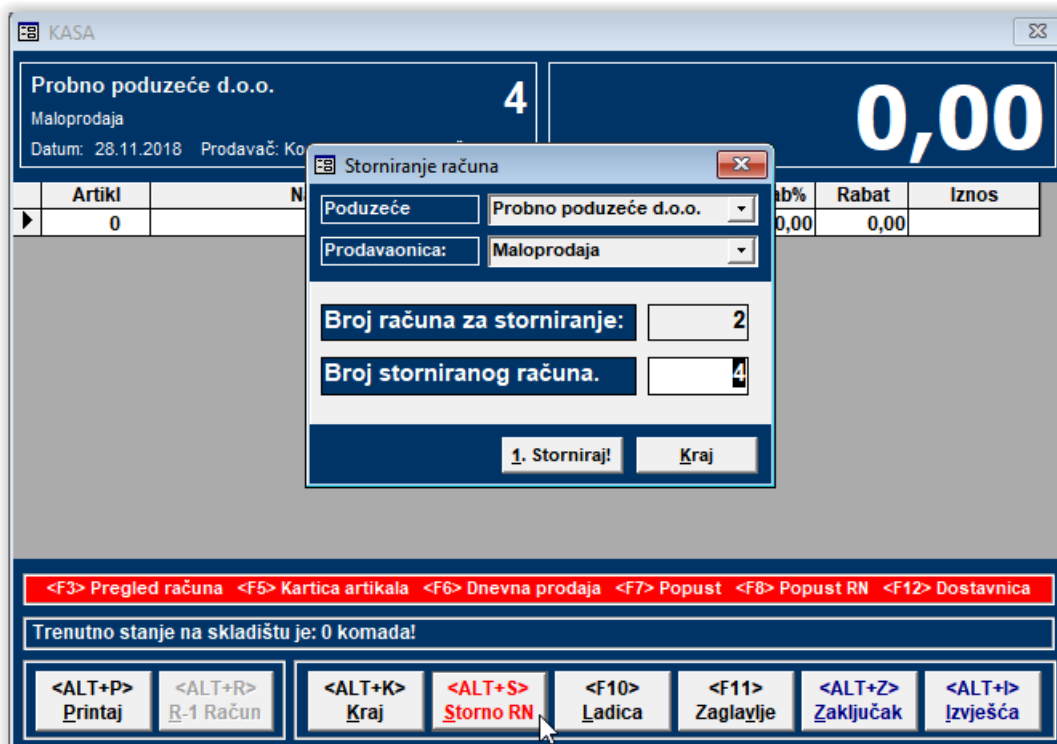 KASA
Probno poduzeće d.o.o.
4
0,00
Maloprodaja
Datum: 28.11.2018 Prodavač:
Storniranje računa
Artikl
Rabat
Iznos
0
0,00
0,00
Poduzeće
Probno poduzeće d.o.o.
Prodavaonica:
Maloprodaja
Broj računa za storniranje:
2
Broj storniranog računa.
4
1. Storniraj!
Kraj
<F3> Pregled računa <F5> Kartica artikala <F6> Dnevna prodaja <F7> Popust <F8> Popust RN <F12> Dostavnica
Trenutno stanje na skladištu je: 0 komada!
<ALT+P>
Printaj
<ALT+R>
R-1 Račun
<ALT+K>
Kraj
<ALT+S>
Storno RN
<F10>
Ladica
<F11>
Zaglavlje
<ALT+Z>
Zaključak
<ALT+I>
Izvješća